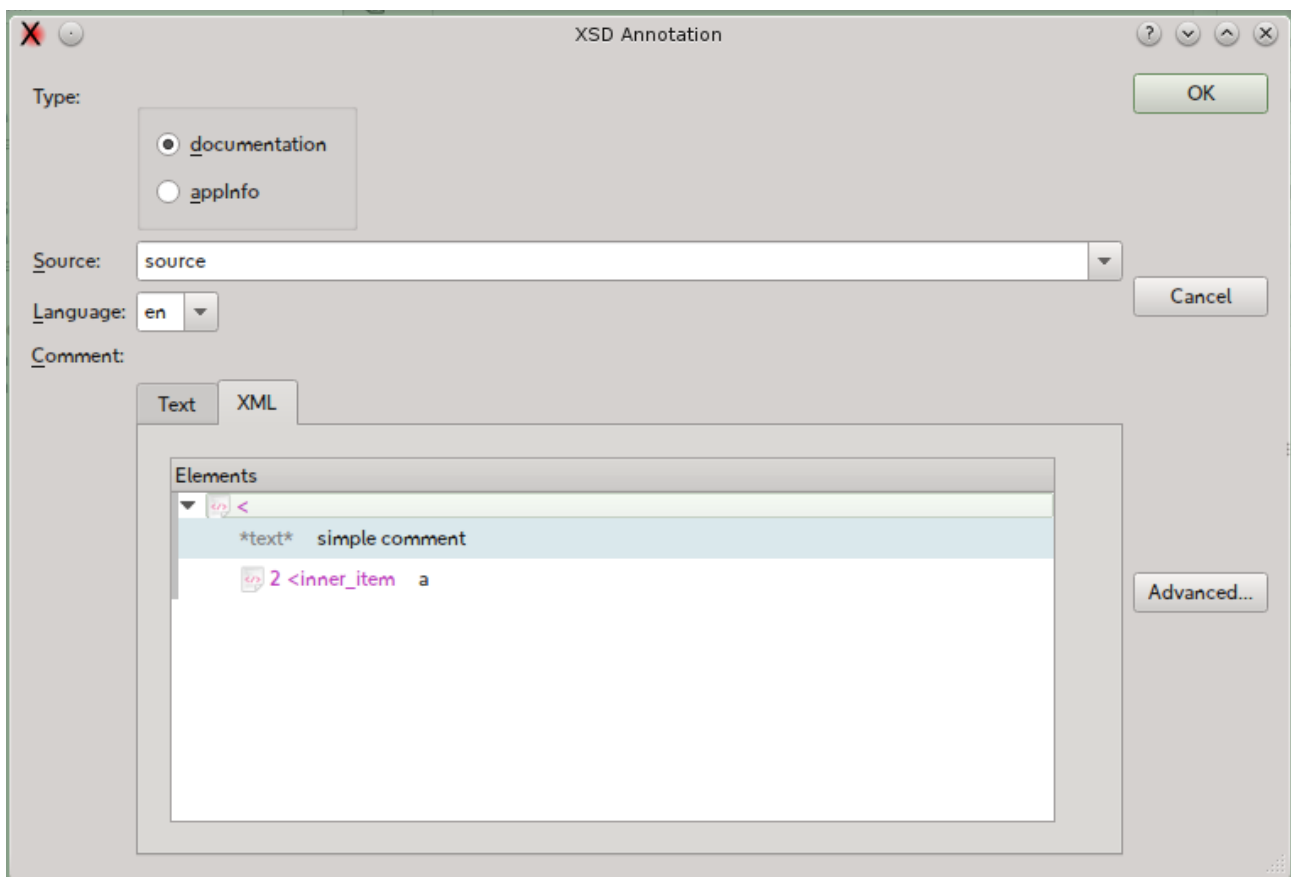 XSD Annotation
Type:
OK
documentation
appInfo
Source: source
Cancel
Language: en
Comment:
Text XML
Elements
<
*text* simple comment
2 <inner_item a
Advanced...